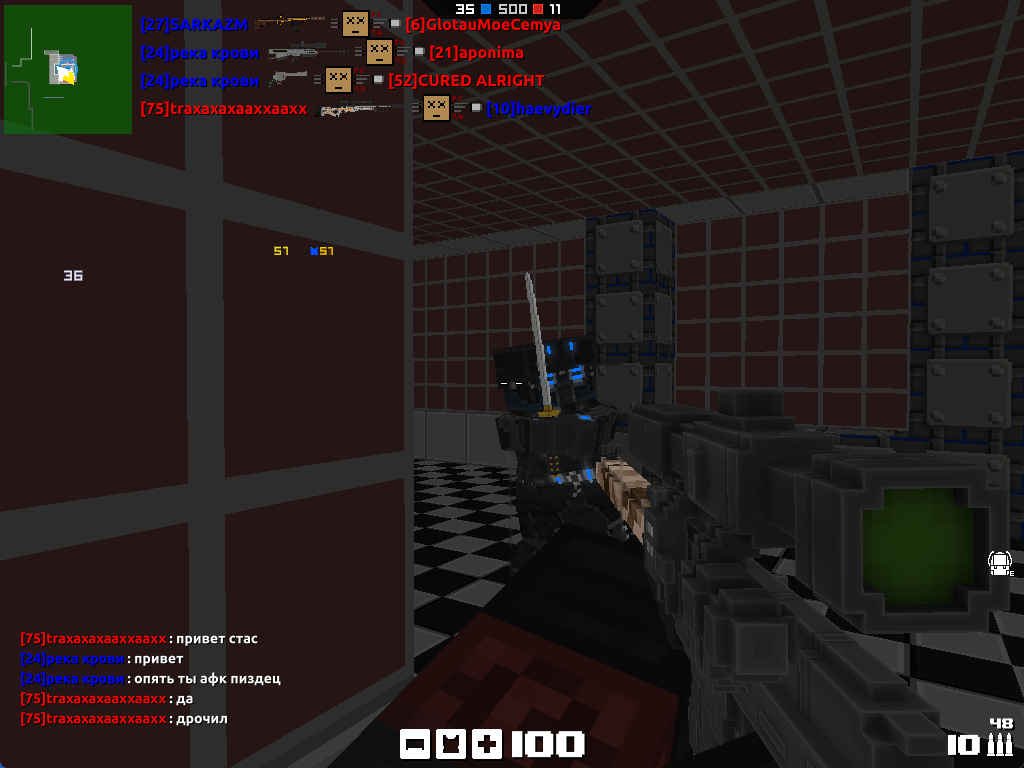 35 500 11
[27]SARKAZM [6]GlotauMoeCemya
[24]река крови [21]aponima
[24]река крови [52]CURED ALRIGHT
[75]traxaxaxaaxxaaxx [10]haevydier
51 51
36
E
[75]traxaxaxaaxxaaxx : привет стас
[24]река крови : привет
[24]река крови : опять ты афк пиздец
[75]traxaxaxaaxxaaxx : да
[75]traxaxaxaaxxaaxx : дрочил
48
100 10